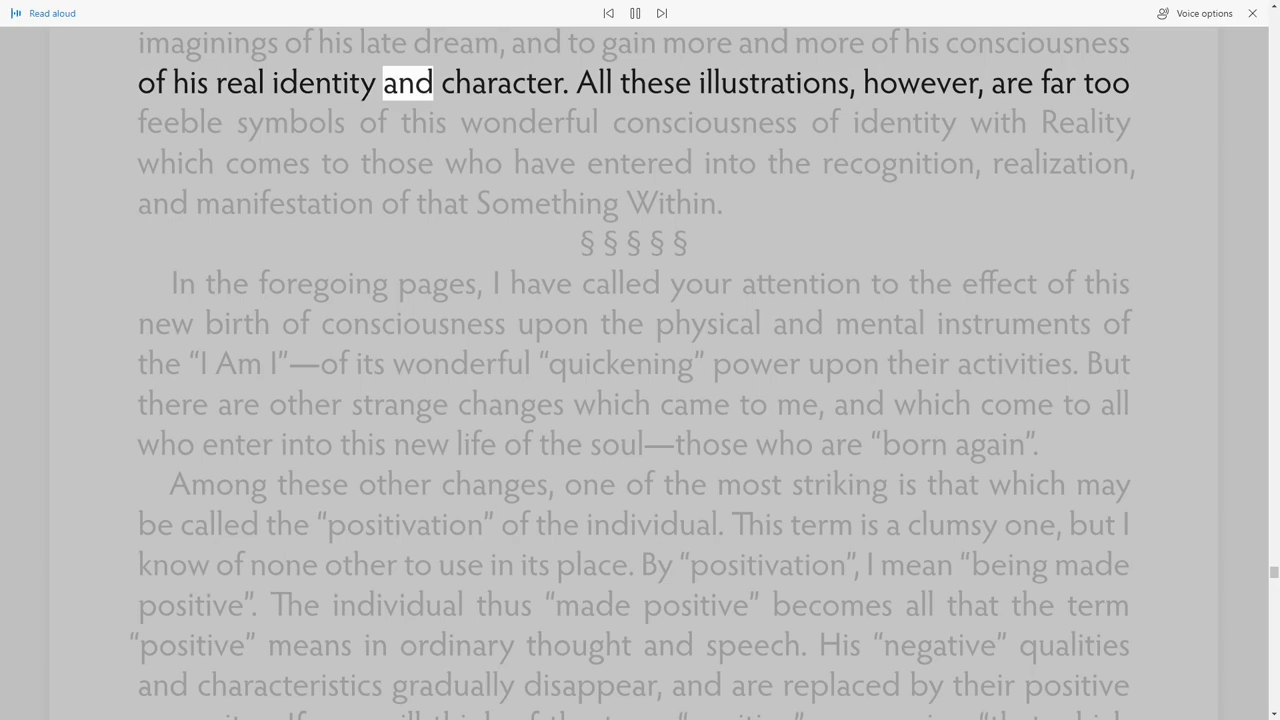 Read aloud
Voice options
imaginings of his late dream, and to gain more and more of his consciousness
of his real identity and character. All these illustrations, however, are far too
feeble symbols of this wonderful consciousness of identity with Reality
which comes to those who have entered into the recognition, realization,
and manifestation of that Something Within.
§ § § § §
In the foregoing pages, I have called your attention to the effect of this
new birth of consciousness upon the physical and mental instruments of
the “I Am I”—of its wonderful “quickening” power upon their activities. But
there are other strange changes which came to me, and which come to all
who enter into this new life of the soul—those who are “born again”.
Among these other changes, one of the most striking is that which may
be called the “positivation” of the individual. This term is a clumsy one, but I
know of none other to use in its place. By “positivation”, I mean “being made
positive”. The individual thus “made positive” becomes all that the term
“positive” means in ordinary thought and speech. His “negative” qualities
and characteristics gradually disappear, and are replaced by their positive